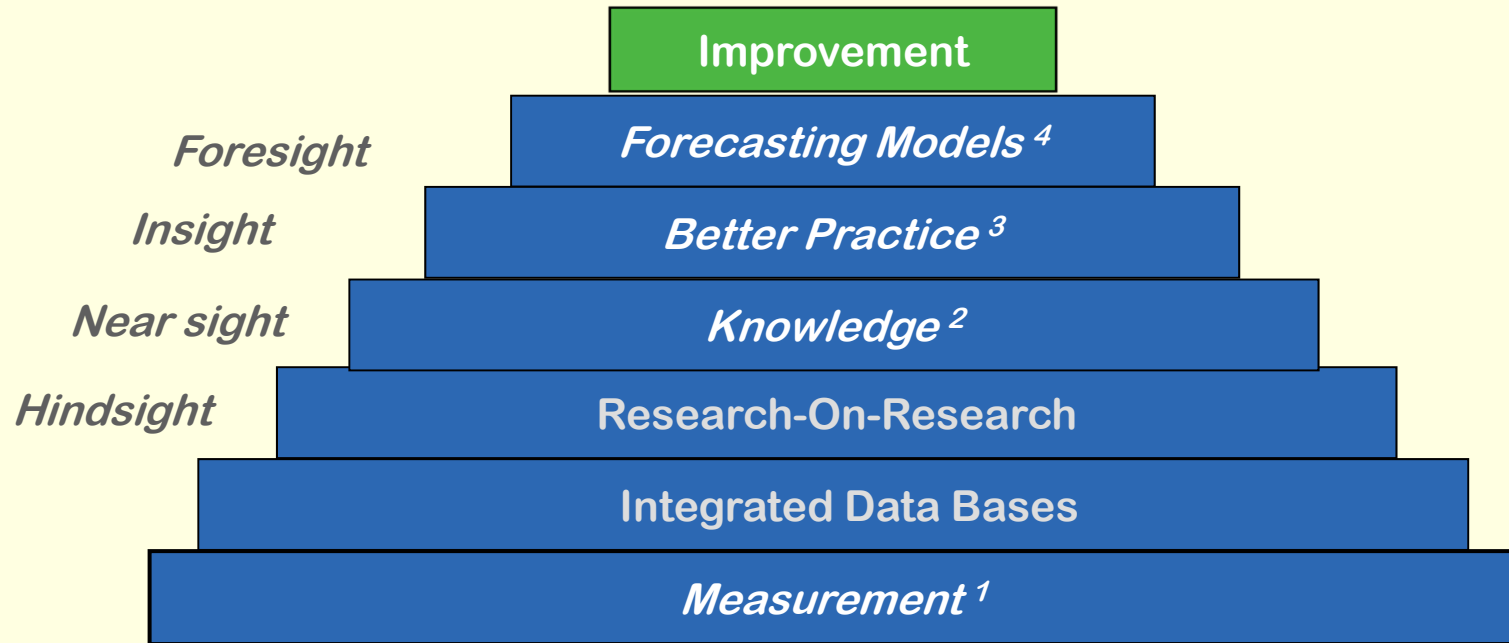 Improvement
Foresight
Forecasting Models 4
Insight
Better Practice 3
Near sight
Knowledge 2
Hindsight
Research-On-Research
Integrated Data Bases
Measurement 1